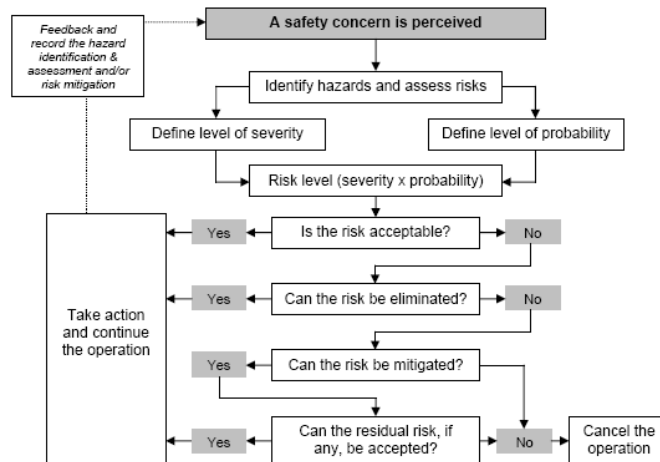 Feedback and
record the hazard
identification &
assessment and/or
risk mitigation
A safety concern is perceived
Identify hazards and assess risks
Define level of severity
Define level of probability
Risk level (severity x probability)
Yes
Is the risk acceptable?
No
Take action
and continue
the operation
Yes
Can the risk be eliminated?
No
Yes
Can the risk be mitigated?
Yes
Can the residual risk, if
any, be accepted?
No
Cancel the
operation